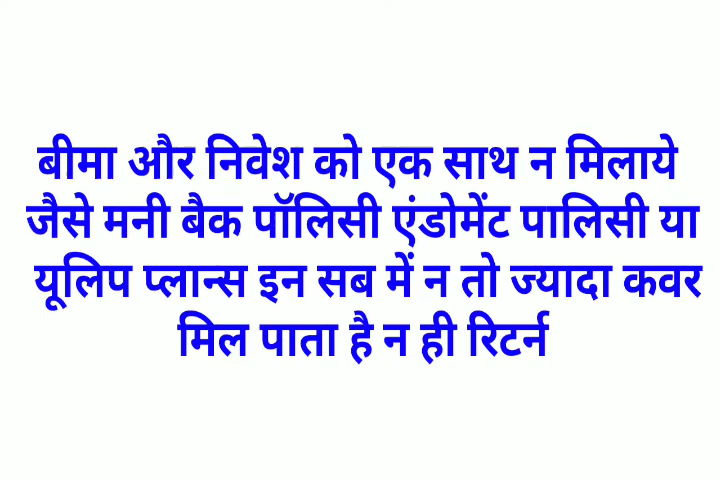 बीमा और निवेश को एक साथ न मिलाये
जैसे मनी बैक पॉलिसी एंडोमेंट पालिसी या
यूलिप प्लान्स इन सब में न तो ज्यादा कवर
मिल पाता है न ही रिटर्न